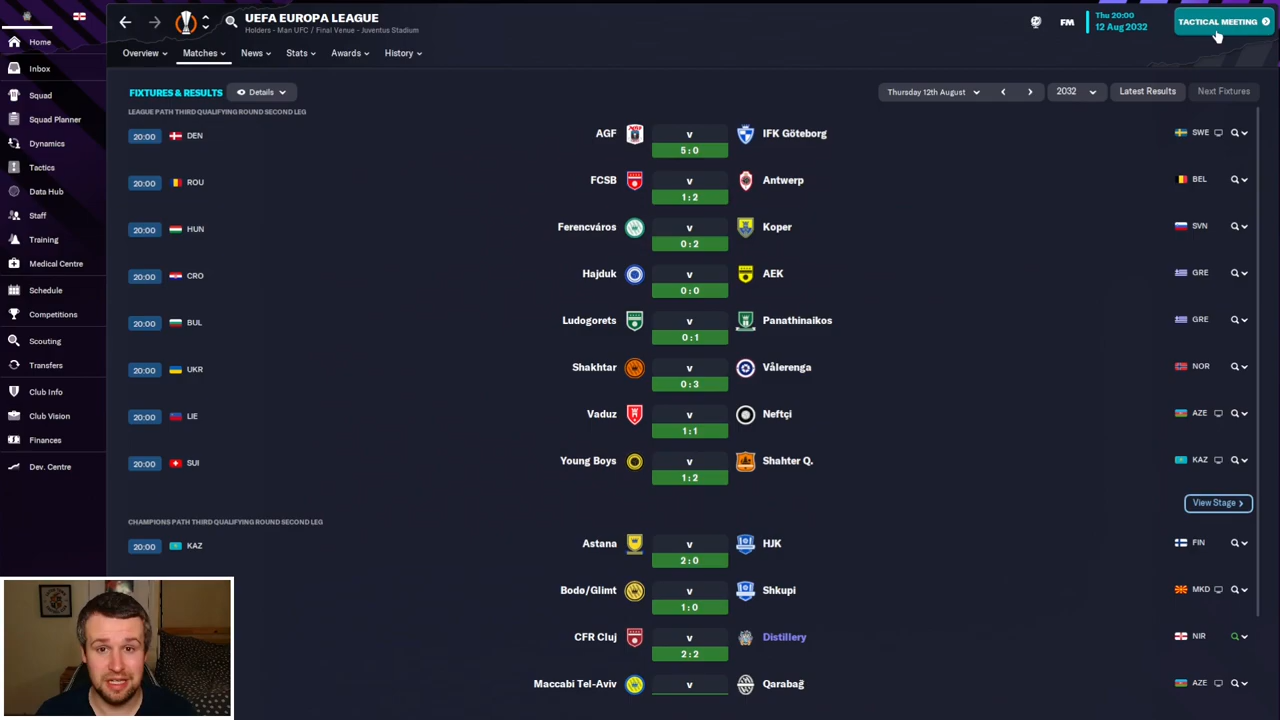 UEFA EUROPA LEAGUE
Holders - Man UFC / Final Venue - Juventus Stadium
FM
Thu 20:00
12 Aug 2032
TACTICAL MEETING
Home
Inbox
Squad
Squad Planner
Dynamics
Tactics
Data Hub
Staff
Training
Medical Centre
Schedule
Competitions
Scouting
Transfers
Club Info
Club Vision
Finances
Dev. Centre
Overview Matches News Stats Awards History
FIXTURES & RESULTS Details Thursday 12th August 2032 Latest Results Next Fixtures
LEAGUE PATH THIRD QUALIFYING ROUND SECOND LEG
20:00 DEN AGF v IFK Göteborg SWE
5 : 0
20:00 ROU FCSB v Antwerp BEL
1 : 2
20:00 HUN Ferencváros v Koper SVN
0 : 2
20:00 CRO Hajduk v AEK GRE
0 : 0
20:00 BUL Ludogorets v Panathinaikos GRE
0 : 1
20:00 UKR Shakhtar v Vålerenga NOR
0 : 3
20:00 LIE Vaduz v Neftçi AZE
1 : 1
20:00 SUI Young Boys v Shahter Q. KAZ
1 : 2
View Stage
CHAMPIONS PATH THIRD QUALIFYING ROUND SECOND LEG
20:00 KAZ Astana v HJK FIN
2 : 0
Bodo/Glimt v Shkupi MKD
1 : 0
CFR Cluj v Distillery NIR
2 : 2
Maccabi Tel-Aviv v Qarabağ AZE